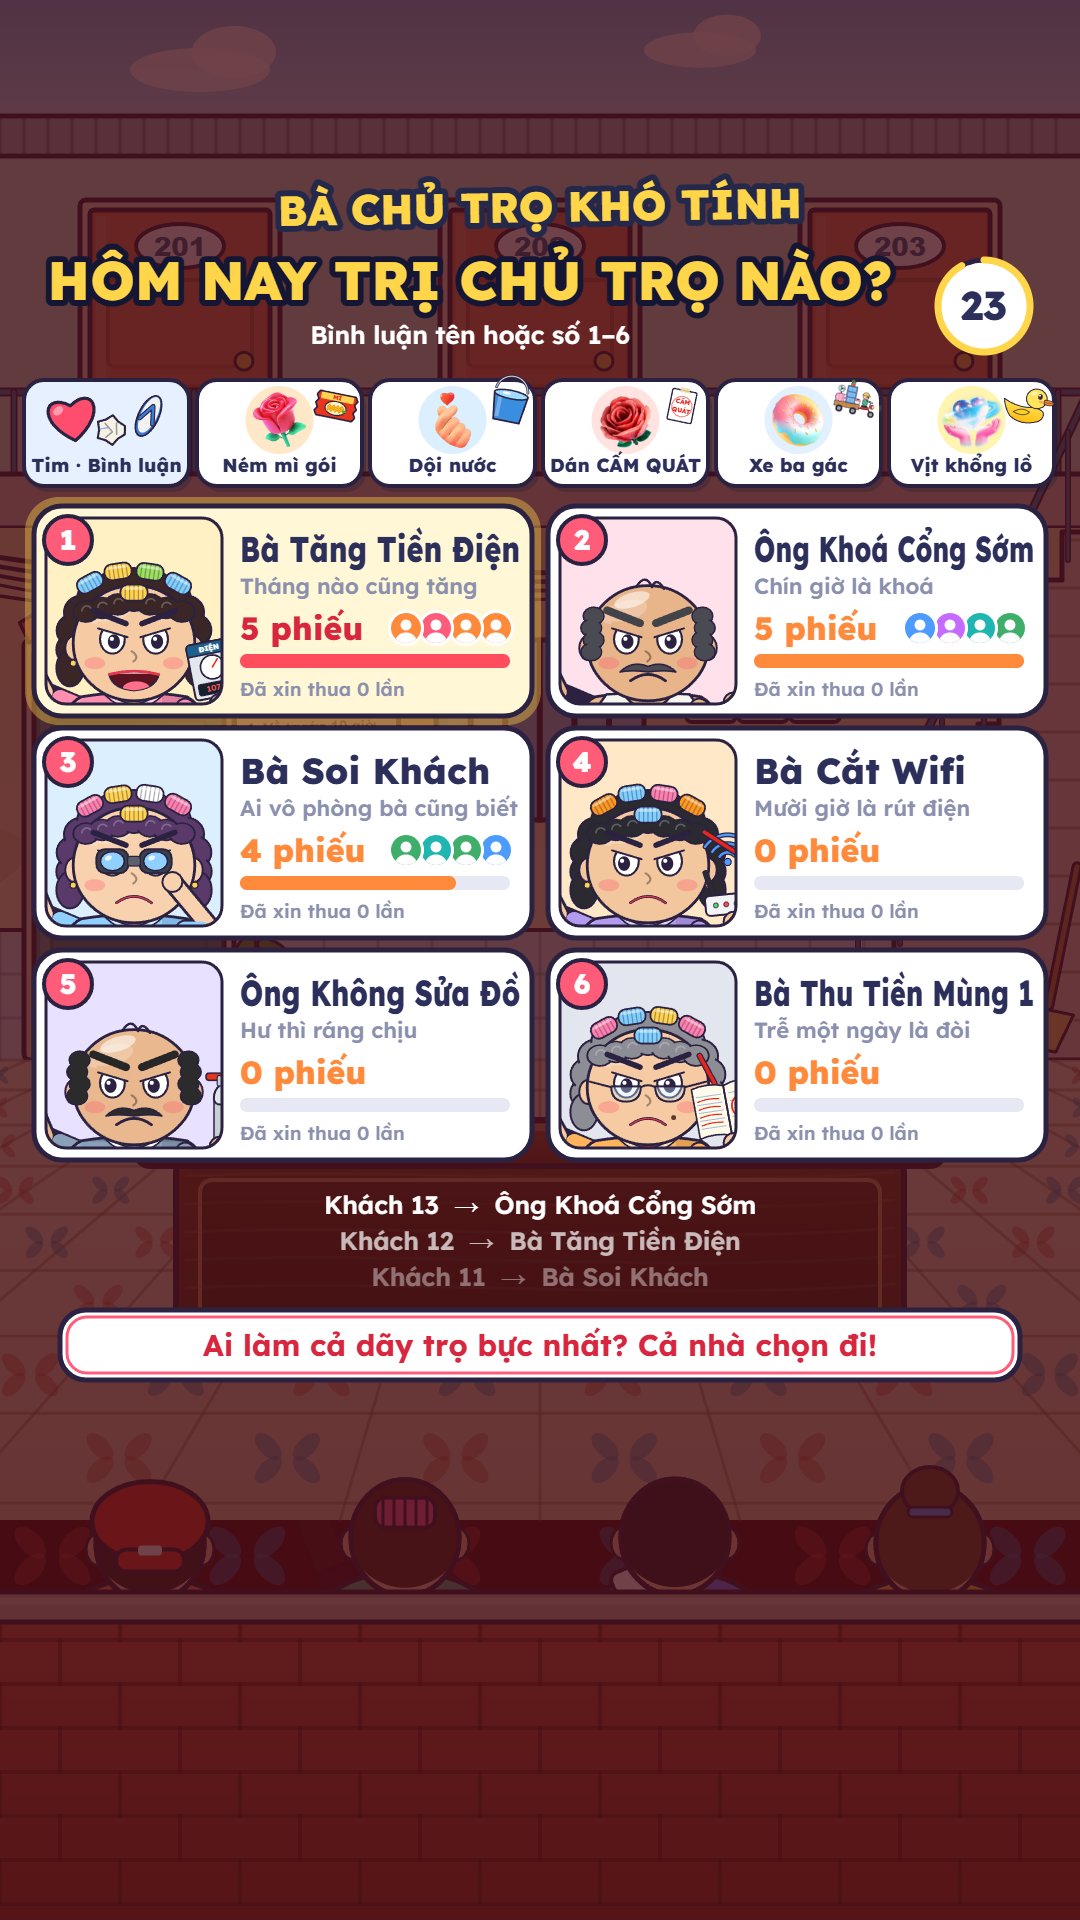 BÀ CHỦ TRỌ KHÓ TÍNH
201
203
HÔM NAY TRỊ CHỦ TRỌ NÀO?
23
Bình luận tên hoặc số 1–6
MÌ
CẤM QUÁT
Tim · Bình luận
Ném mì gói
Dội nước
Dán CẤM QUÁT
Xe ba gác
Vịt khổng lồ
1
Bà Tăng Tiền Điện
Tháng nào cũng tăng
5 phiếu
ĐIỆN
107
Đã xin thua 0 lần
2
Ông Khoá Cổng Sớm
Chín giờ là khoá
5 phiếu
Đã xin thua 0 lần
3
Bà Soi Khách
Ai vô phòng bà cũng biết
4 phiếu
Đã xin thua 0 lần
4
Bà Cắt Wifi
Mười giờ là rút điện
0 phiếu
Đã xin thua 0 lần
5
Ông Không Sửa Đồ
Hư thì ráng chịu
0 phiếu
Đã xin thua 0 lần
6
Bà Thu Tiền Mùng 1
Trễ một ngày là đòi
0 phiếu
Đã xin thua 0 lần
Khách 13 → Ông Khoá Cổng Sớm
Khách 12 → Bà Tăng Tiền Điện
Khách 11 → Bà Soi Khách
Ai làm cả dãy trọ bực nhất? Cả nhà chọn đi!